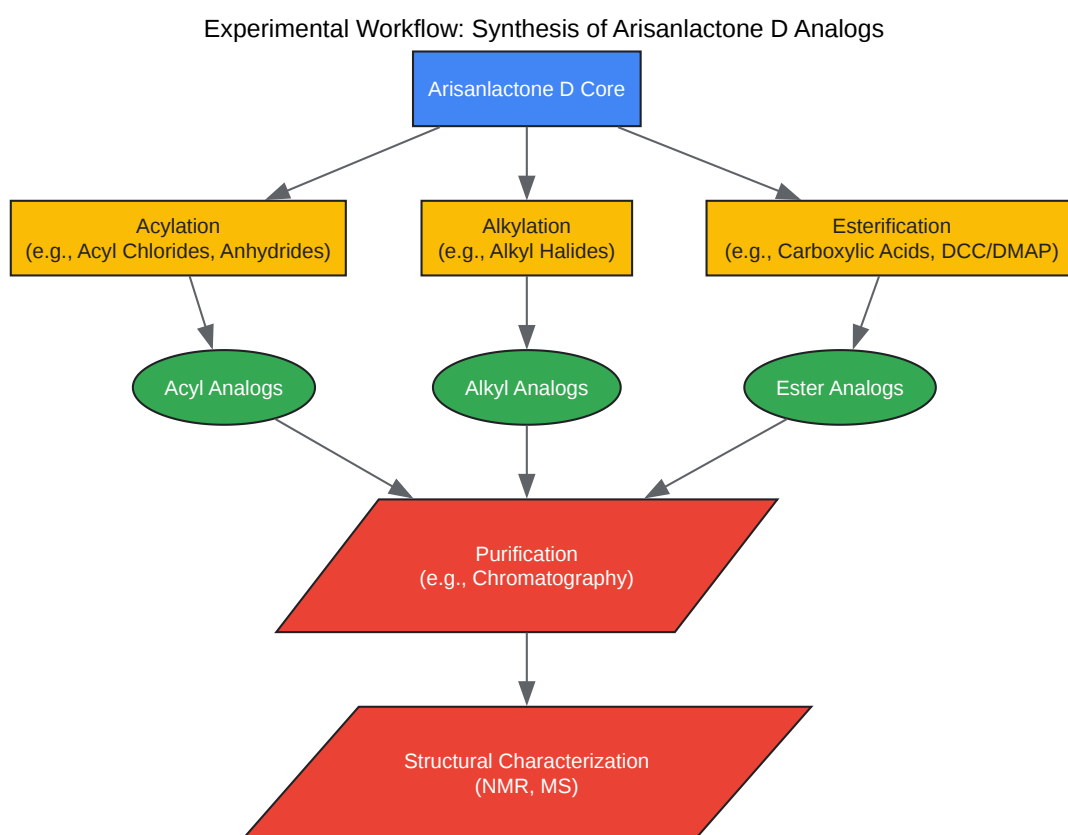 Experimental Workflow: Synthesis of Arisanlactone D Analogs
Arisanlactone D Core
Acylation
(e.g., Acyl Chlorides, Anhydrides)
Alkylation
(e.g., Alkyl Halides)
Esterification
(e.g., Carboxylic Acids, DCC/DMAP)
Acyl Analogs
Alkyl Analogs
Ester Analogs
Purification
(e.g., Chromatography)
Structural Characterization
(NMR, MS)